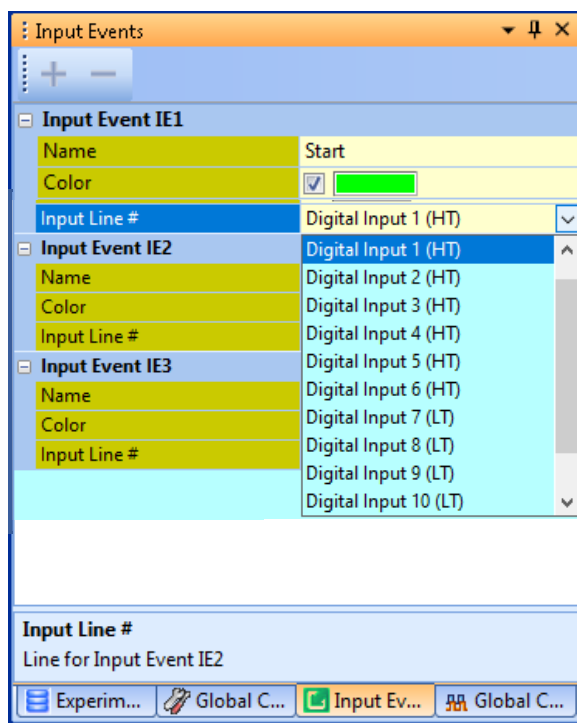 Input Events
Input Event IE1
Name Start
Color
Input Line # Digital Input 1 (HT)
Input Event IE2 Digital Input 1 (HT)
Name Digital Input 2 (HT)
Color Digital Input 3 (HT)
Input Line # Digital Input 4 (HT)
Input Event IE3 Digital Input 5 (HT)
Name Digital Input 6 (HT)
Color Digital Input 7 (LT)
Digital Input 8 (LT)
Input Line # Digital Input 9 (LT)
Digital Input 10 (LT)
Input Line #
Line for Input Event IE2
Experim... Global C... Input Ev... Global C...